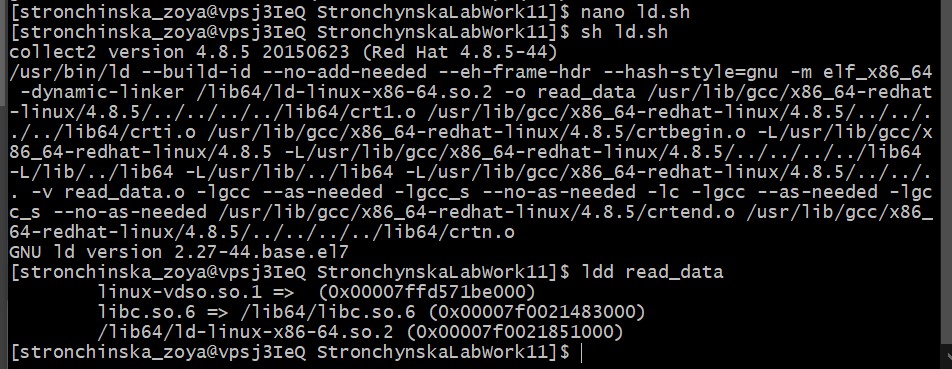 [stronchinska_zoya@vpsj3IeQ StronchynskaLabWork11]$ nano ld.sh
[stronchinska_zoya@vpsj3IeQ StronchynskaLabWork11]$ sh ld.sh
collect2 version 4.8.5 20150623 (Red Hat 4.8.5-44)
/usr/bin/ld --build-id --no-add-needed --eh-frame-hdr --hash-style=gnu -m elf_x86_64
 -dynamic-linker /lib64/ld-linux-x86-64.so.2 -o read_data /usr/lib/gcc/x86_64-redhat
-linux/4.8.5/../../../../lib64/crt1.o /usr/lib/gcc/x86_64-redhat-linux/4.8.5/../../.
./../lib64/crti.o /usr/lib/gcc/x86_64-redhat-linux/4.8.5/crtbegin.o -L/usr/lib/gcc/x
86_64-redhat-linux/4.8.5 -L/usr/lib/gcc/x86_64-redhat-linux/4.8.5/../../../../lib64
-L/lib/../lib64 -L/usr/lib/../lib64 -L/usr/lib/gcc/x86_64-redhat-linux/4.8.5/../../.
. -v read_data.o -lgcc --as-needed -lgcc_s --no-as-needed -lc -lgcc --as-needed -lgc
c_s --no-as-needed /usr/lib/gcc/x86_64-redhat-linux/4.8.5/crtend.o /usr/lib/gcc/x86_
64-redhat-linux/4.8.5/../../../../lib64/crtn.o
GNU ld version 2.27-44.base.el7
[stronchinska_zoya@vpsj3IeQ StronchynskaLabWork11]$ ldd read_data
        linux-vdso.so.1 =>  (0x00007ffd571be000)
        libc.so.6 => /lib64/libc.so.6 (0x00007f0021483000)
        /lib64/ld-linux-x86-64.so.2 (0x00007f0021851000)
[stronchinska_zoya@vpsj3IeQ StronchynskaLabWork11]$